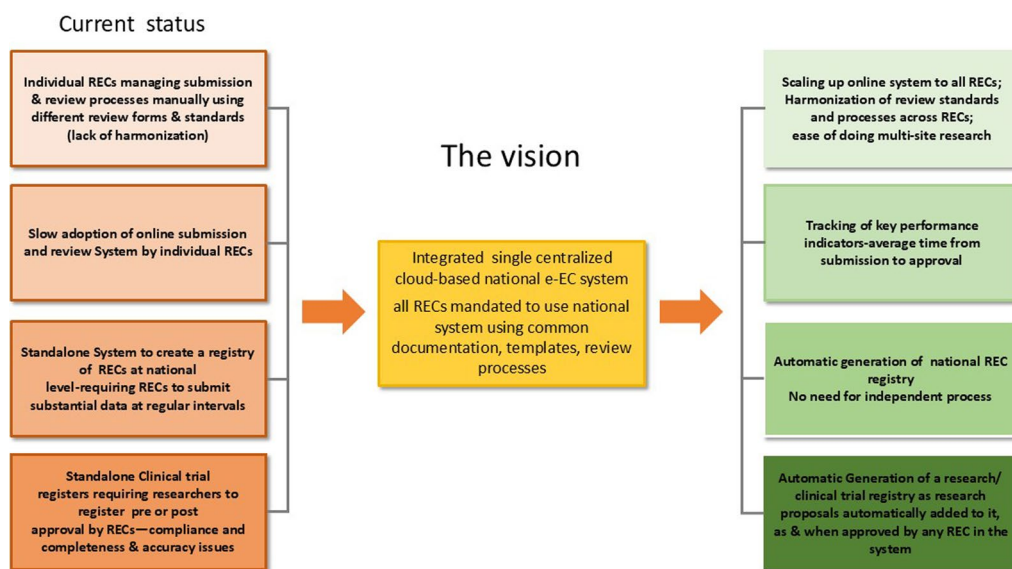 Current status
Individual RECs managing submission
& review processes manually using
different review forms & standards
(lack of harmonization)
Slow adoption of online submission
and review System by individual RECs
Standalone System to create a registry
of RECs at national
level-requiring RECs to submit
substantial data at regular intervals
Standalone Clinical trial
registers requiring researchers to
register pre or post
approval by RECs—compliance and
completeness & accuracy issues
The vision
Integrated single centralized
cloud-based national e-EC system
all RECs mandated to use national
system using common
documentation, templates, review
processes
Scaling up online system to all RECs;
Harmonization of review standards
and processes across RECs;
ease of doing multi-site research
Tracking of key performance
indicators-average time from
submission to approval
Automatic generation of national REC
registry
No need for independent process
Automatic Generation of a research/
clinical trial registry as research
proposals automatically added to it,
as & when approved by any REC in the
system